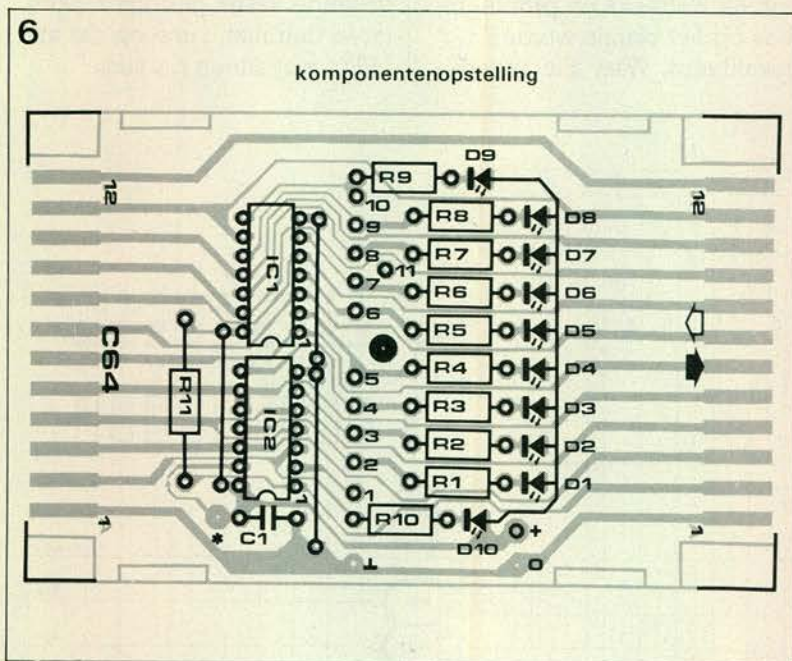 6
komponentenopstelling
12
12
D9
R9
10
R8
D8
9
IC1
R7
D7
8
11
R6
D6
7
R5
D5
6
1
C64
R4
D4
5
R11
IC2
R3
D3
4
R2
D2
3
R1
D1
2
1
1
R10
D10
+
1
1
*
C1
⊥
0